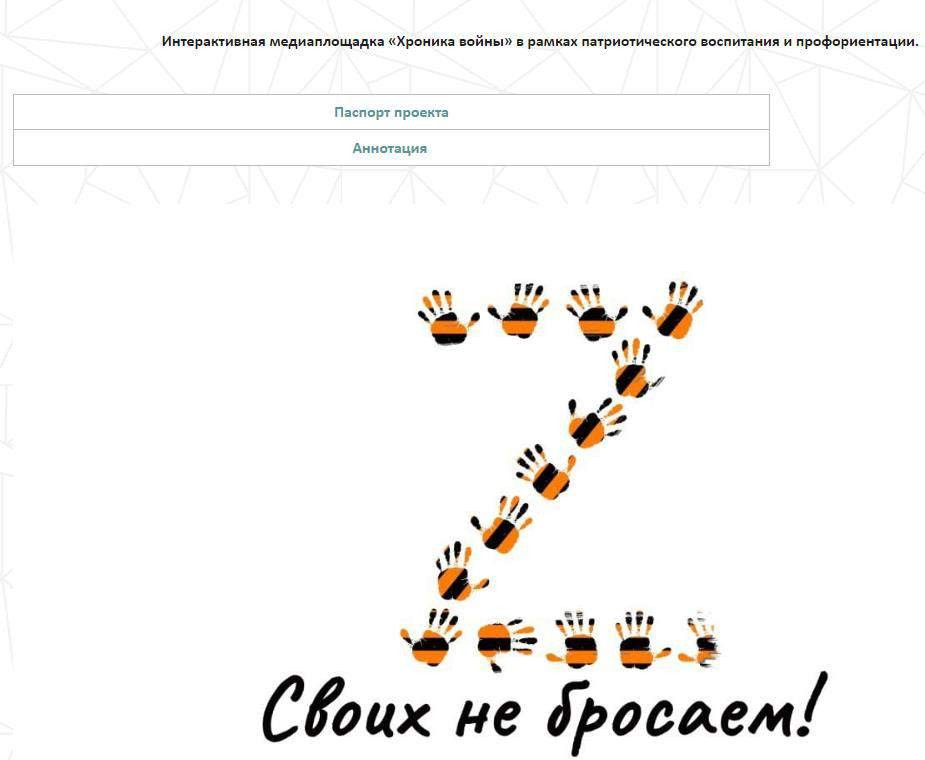 Интерактивная медиаплощадка «Хроника войны» в рамках патриотического воспитания и профориентации.
Паспорт проекта
Аннотация
Своих не бросаем!